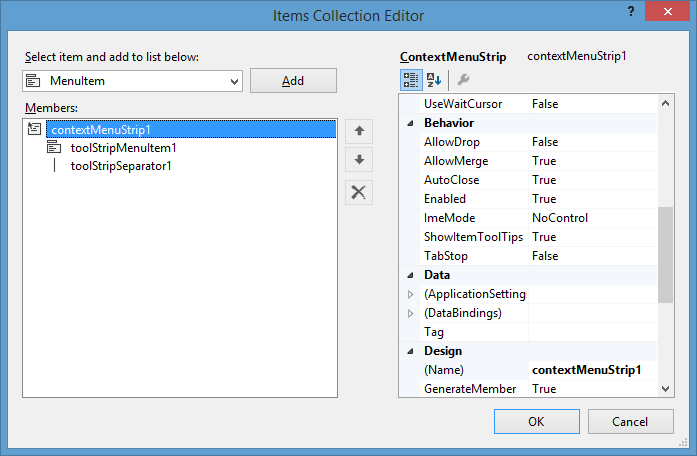 Items Collection Editor
?
Select item and add to list below:
MenuItem
Add
Members:
contextMenuStrip1
toolStripMenuItem1
toolStripSeparator1
ContextMenuStrip contextMenuStrip1
A
Z
UseWaitCursor False
Behavior
AllowDrop False
AllowMerge True
AutoClose True
Enabled True
ImeMode NoControl
ShowItemToolTips True
TabStop False
Data
(ApplicationSetting
(DataBindings)
Tag
Design
(Name) contextMenuStrip1
GenerateMember True
OK Cancel